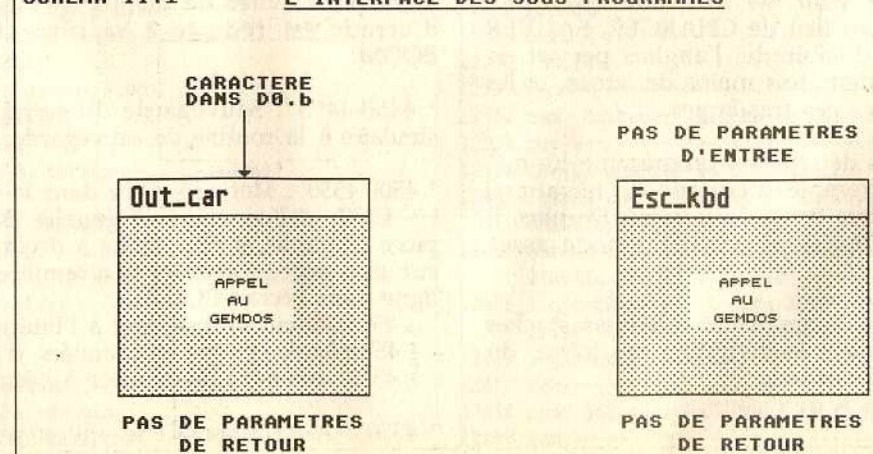 SCHEMA II-1 L'INTERFACE DES SOUS PROGRAMMES
CARACTERE
DANS D0.b
Out_car
APPEL
AU
GEMDOS
PAS DE PARAMETRES
DE RETOUR
PAS DE PARAMETRES
D'ENTREE
Esc_kbd
APPEL
AU
GEMDOS
PAS DE PARAMETRES
DE RETOUR